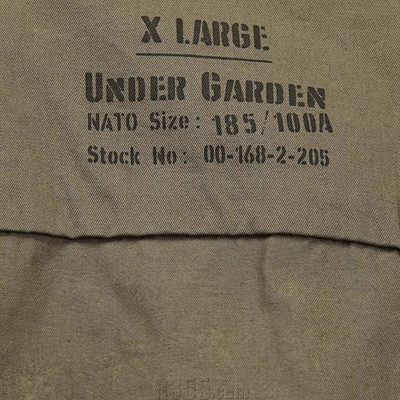 X LARGE
UNDER GARDEN
NATO Size: 185/100A
Stock No: 00-168-2-205